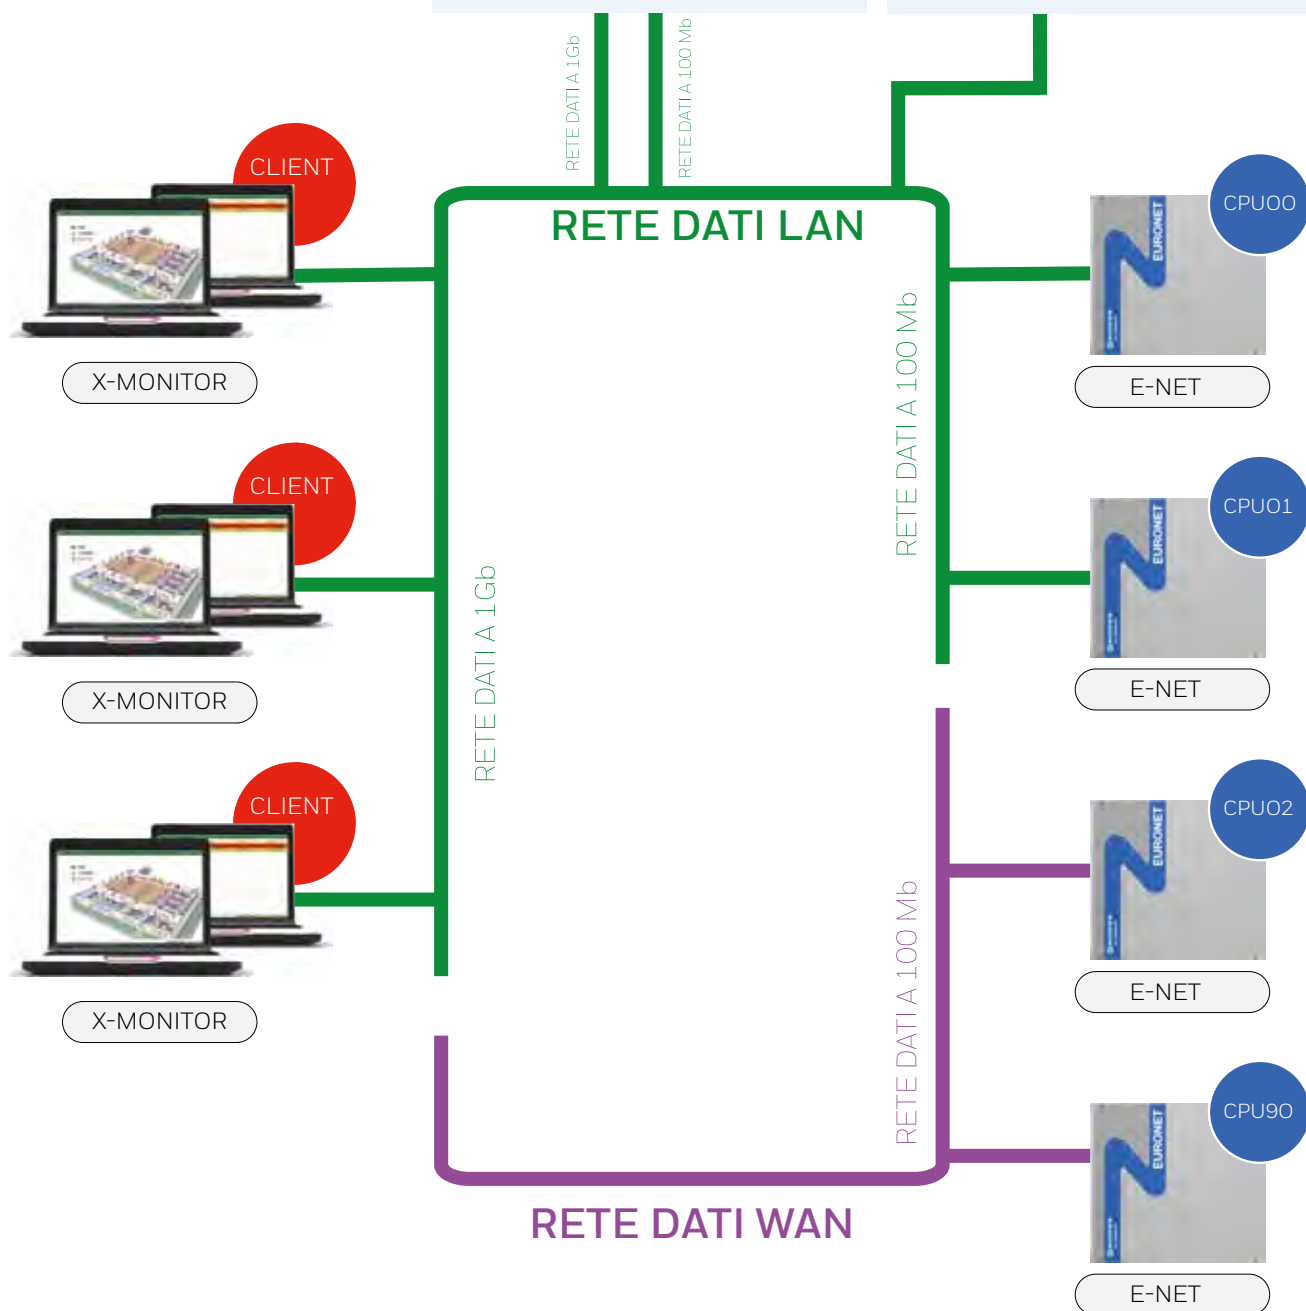 RETE DATI A 1Gb
RETE DATI A 100 Mb
RETE DATI LAN
CLIENT
X-MONITOR
CLIENT
X-MONITOR
CLIENT
X-MONITOR
RETE DATI A 1Gb
RETE DATI A 100 Mb
RETE DATI A 100 Mb
CPU00
EURONET
E-NET
CPU01
EURONET
E-NET
CPU02
EURONET
E-NET
CPU90
EURONET
E-NET
RETE DATI WAN